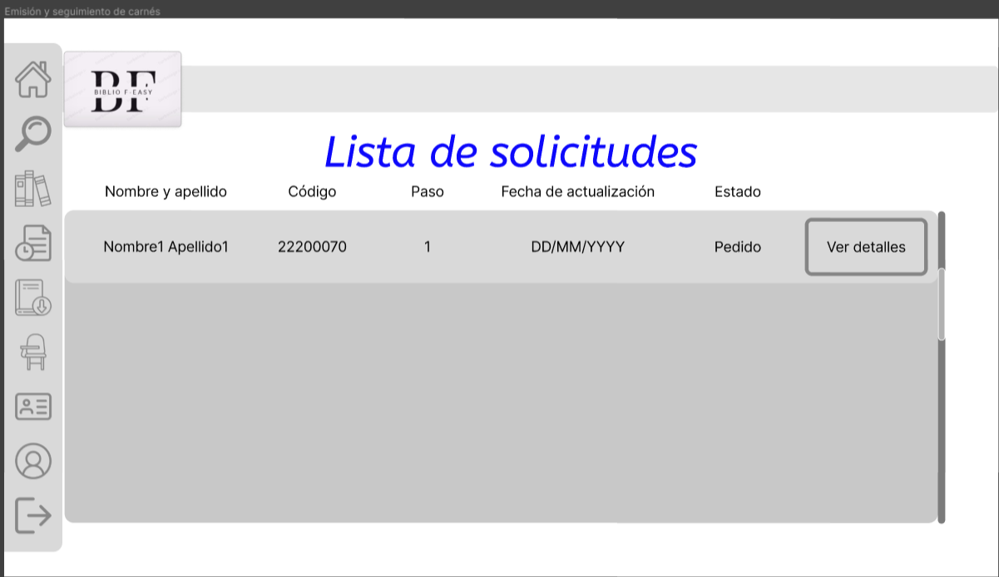 Emisión y seguimiento de carnés
BF
BIBLIO F-EASY
Lista de solicitudes
Nombre y apellido Código Paso Fecha de actualización Estado
Nombre1 Apellido1 22200070 1 DD/MM/YYYY Pedido Ver detalles